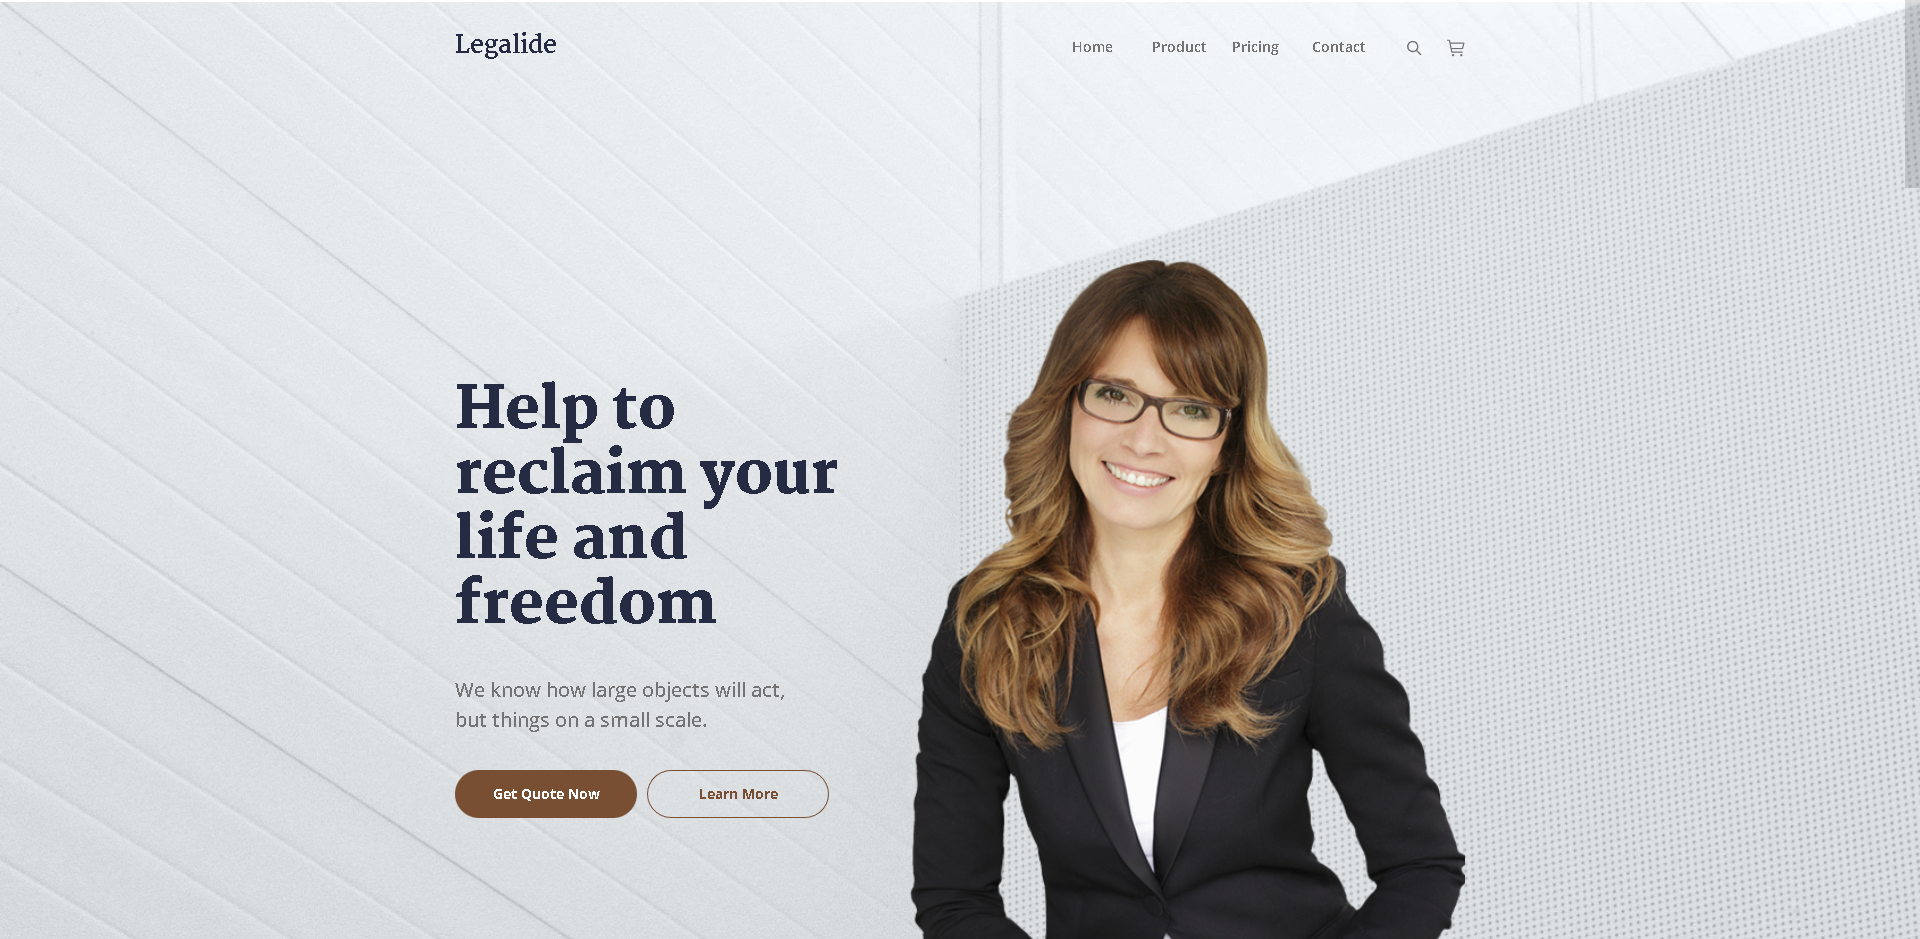 Legalide
Home Product Pricing Contact
Help to
reclaim your
life and
freedom
We know how large objects will act,
but things on a small scale.
Get Quote Now Learn More